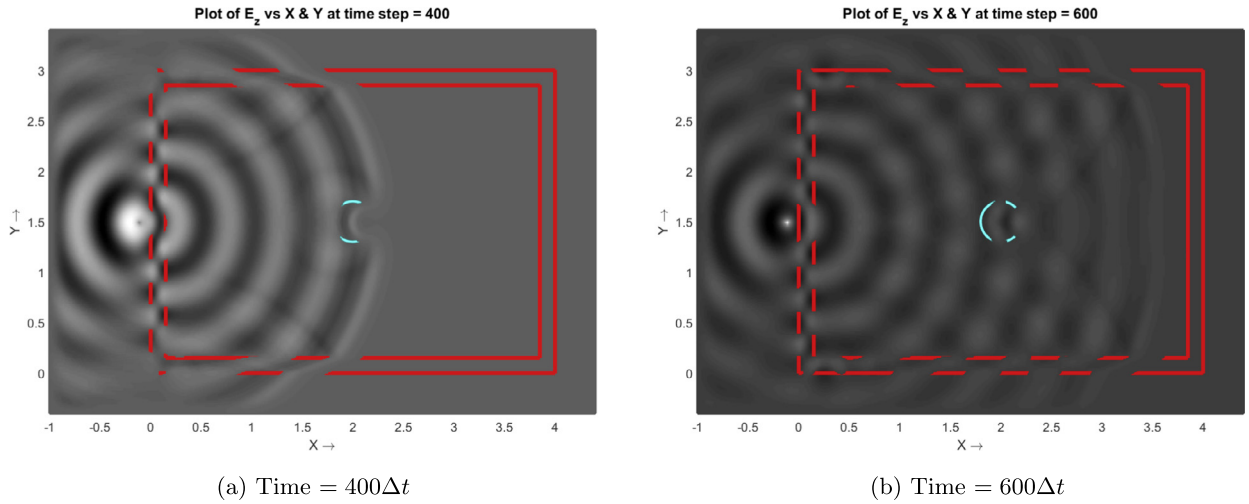 Plot of E_z vs X & Y at time step = 400
3
2.5
2
1.5
1
0.5
0
Y →
-1 -0.5 0 0.5 1 1.5 2 2.5 3 3.5 4
X →
(a) Time = 400Δt
Plot of E_z vs X & Y at time step = 600
3
2.5
2
1.5
1
0.5
0
Y →
-1 -0.5 0 0.5 1 1.5 2 2.5 3 3.5 4
X →
(b) Time = 600Δt